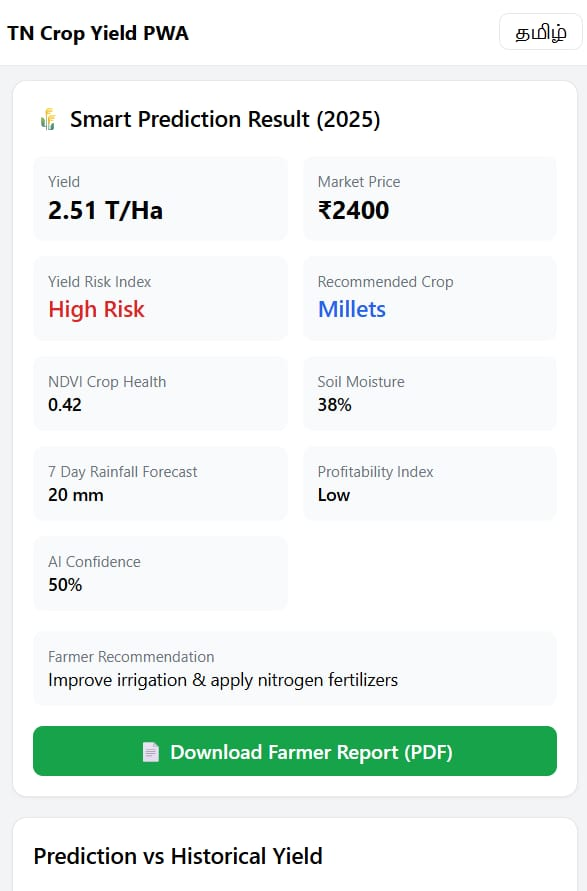 TN Crop Yield PWA
தமிழ்
Smart Prediction Result (2025)
Yield
2.51 T/Ha
Market Price
₹2400
Yield Risk Index
High Risk
Recommended Crop
Millets
NDVI Crop Health
0.42
Soil Moisture
38%
7 Day Rainfall Forecast
20 mm
Profitability Index
Low
AI Confidence
50%
Farmer Recommendation
Improve irrigation & apply nitrogen fertilizers
Download Farmer Report (PDF)
Prediction vs Historical Yield